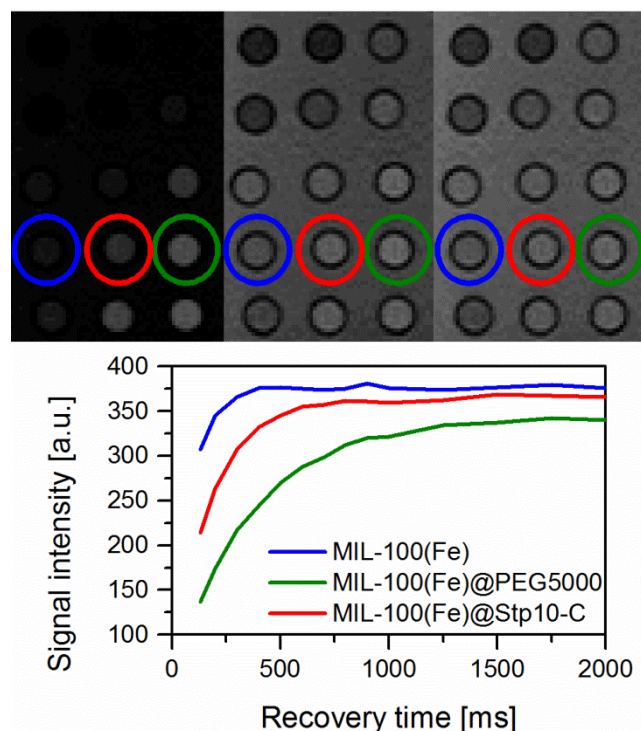 400
350
300
250
200
150
100
Signal intensity [a.u.]
MIL-100(Fe)
MIL-100(Fe)@PEG5000
MIL-100(Fe)@Stp10-C
0 500 1000 1500 2000
Recovery time [ms]